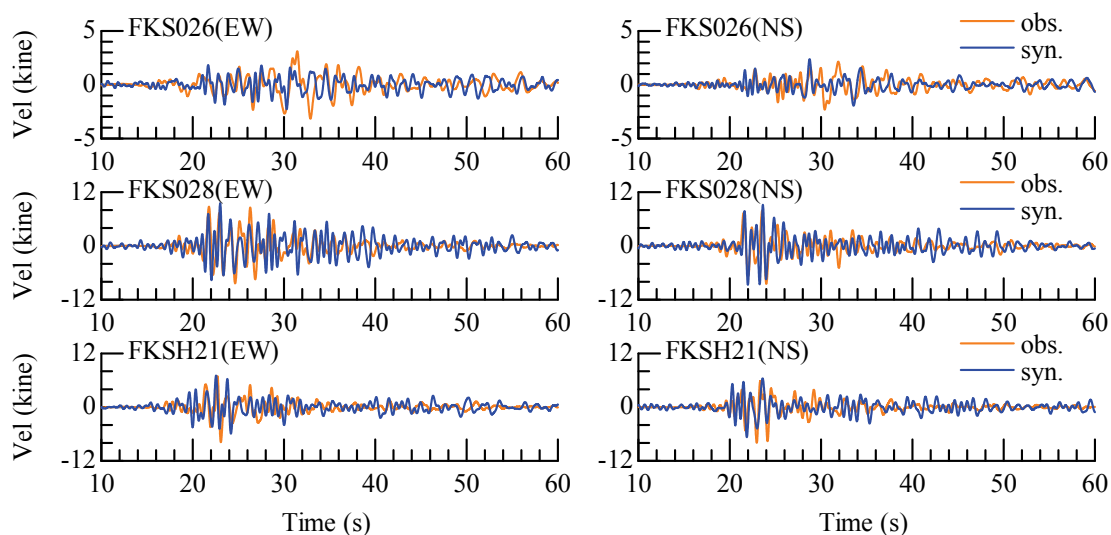 FKS026(EW)
5
0
-5
Vel (kine)
10 20 30 40 50 60
FKS026(NS)
obs.
syn.
5
0
-5
10 20 30 40 50 60
FKS028(EW)
12
0
-12
Vel (kine)
10 20 30 40 50 60
FKS028(NS)
obs.
syn.
12
0
-12
10 20 30 40 50 60
FKSH21(EW)
12
0
-12
Vel (kine)
10 20 30 40 50 60
Time (s)
FKSH21(NS)
obs.
syn.
12
0
-12
10 20 30 40 50 60
Time (s)